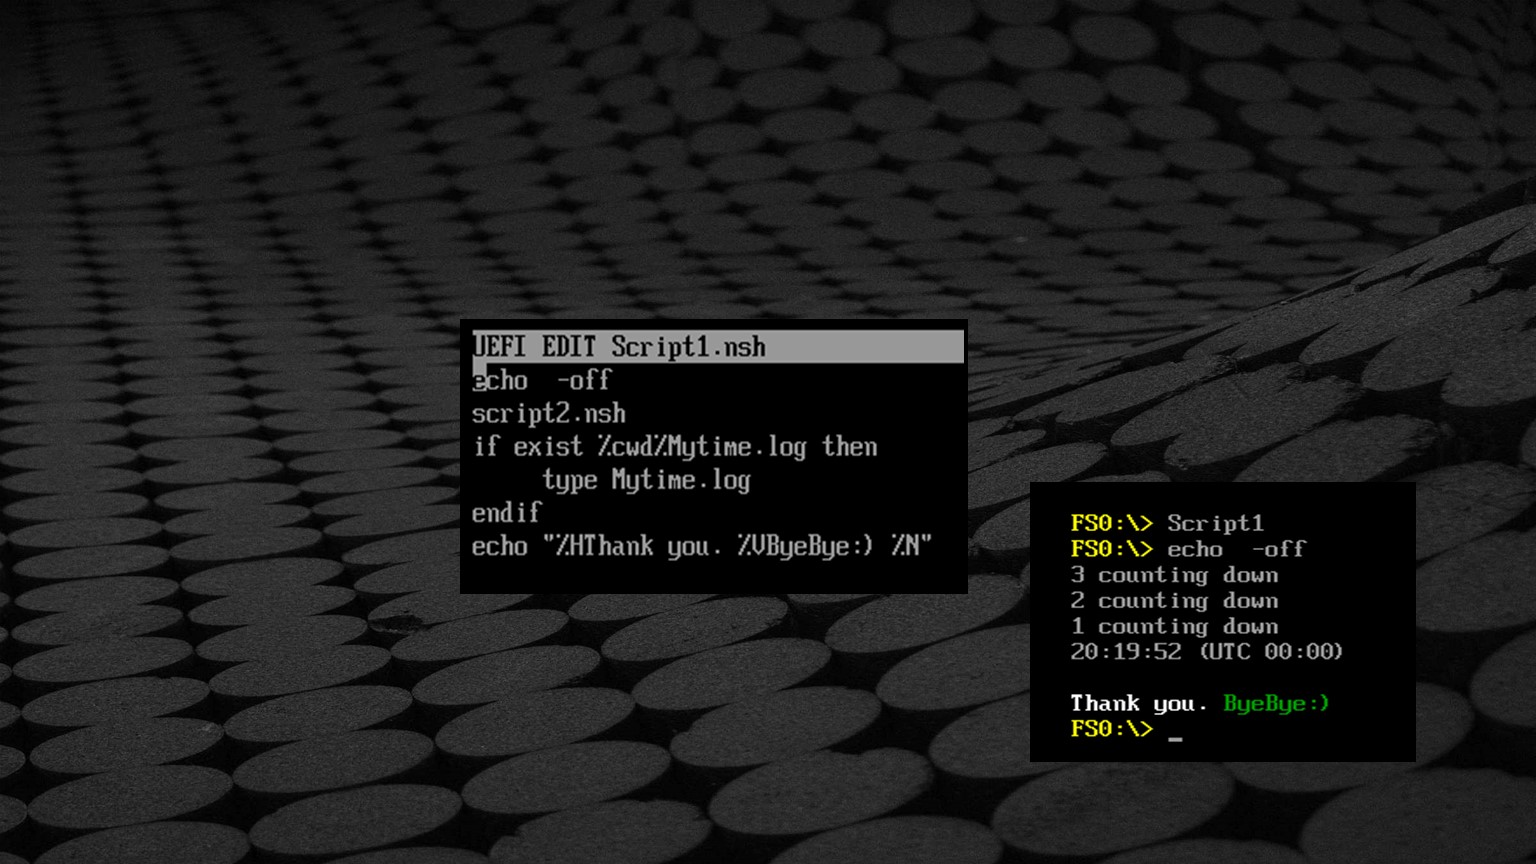 UEFI EDIT Script1.nsh
echo  -off
script2.nsh
if exist %cwd%Mytime.log then
     type Mytime.log
endif
echo "%HThank you. %VByeBye:) %N"
FS0:\> Script1
FS0:\> echo  -off
3 counting down
2 counting down
1 counting down
20:19:52 (UTC 00:00)
Thank you. ByeBye:)
FS0:\> _